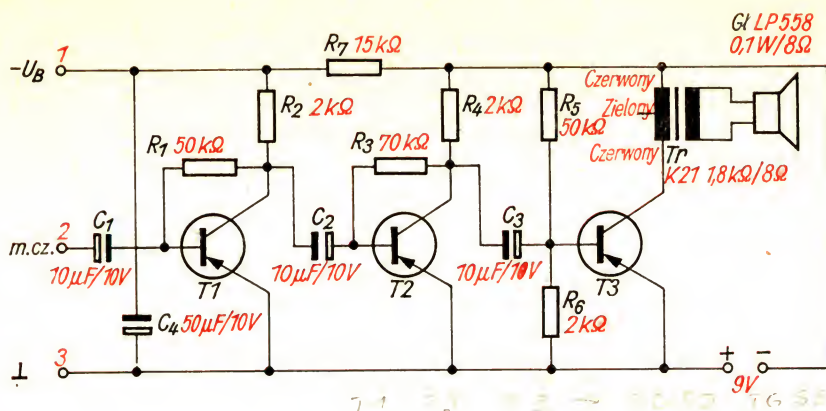 Gł LP558
0,1W/8Ω
1
R7 15kΩ
-UB
Czerwony
R2 2kΩ
R4 2kΩ
R5
50kΩ
Zielony
R1 50kΩ
R3 70kΩ
Czerwony
Tr
K21 1,8kΩ/8Ω
2
C1
C2
C3
m.cz.
10μF/10V
T1
10μF/10V
T2
10μF/10V
T3
C4 50μF/10V
R6
2kΩ
3
⊥
+ −
9V